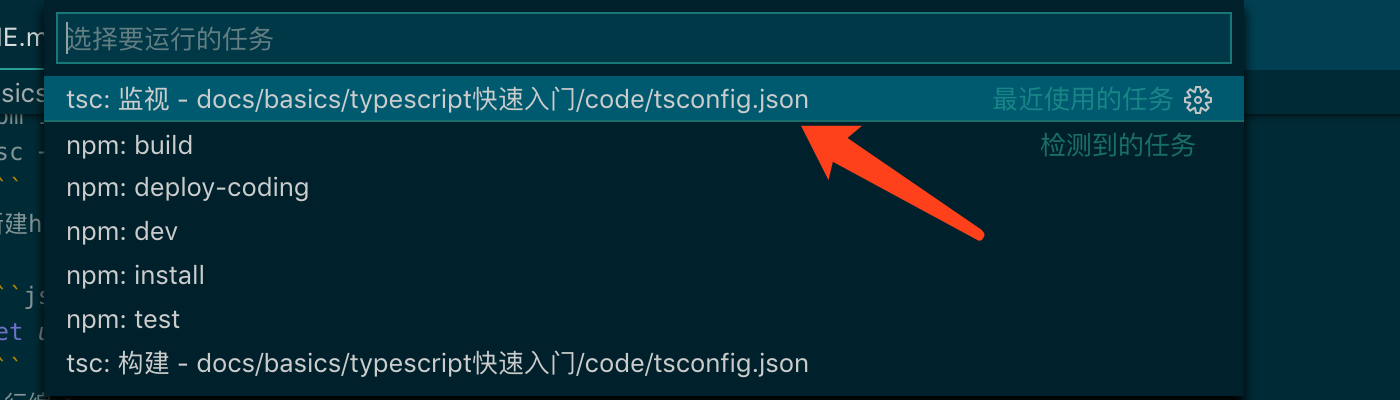 选择要运行的任务
tsc: 监视 - docs/basics/typescript快速入门/code/tsconfig.json 最近使用的任务
npm: build 检测到的任务
npm: deploy-coding
npm: dev
npm: install
npm: test
tsc: 构建 - docs/basics/typescript快速入门/code/tsconfig.json